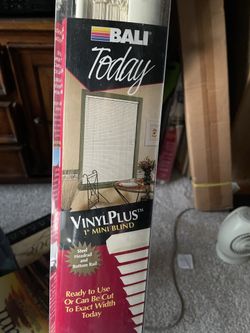 BALI
Today
VINYLPLUS™
1" MINI BLIND
Steel
Headrail and
Bottom Rail
Ready to Use
Or Can Be Cut
To Exact Width
Today